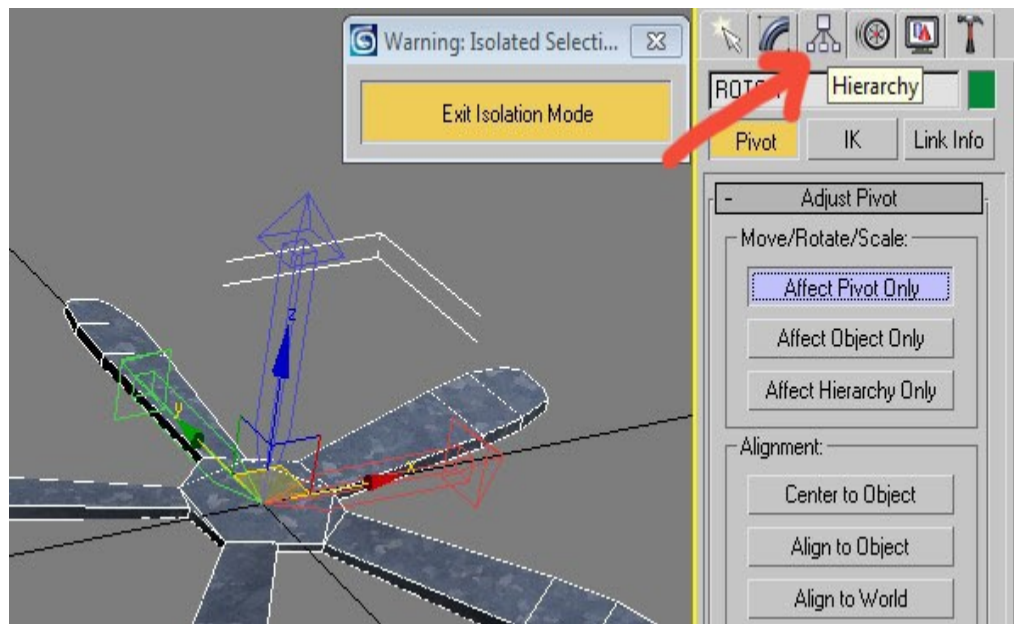 Warning: Isolated Selecti...
Exit Isolation Mode
Hierarchy
Pivot
IK
Link Info
- Adjust Pivot
Move/Rotate/Scale:
Affect Pivot Only
Affect Object Only
Affect Hierarchy Only
Alignment:
Center to Object
Align to Object
Align to World
z
y
x